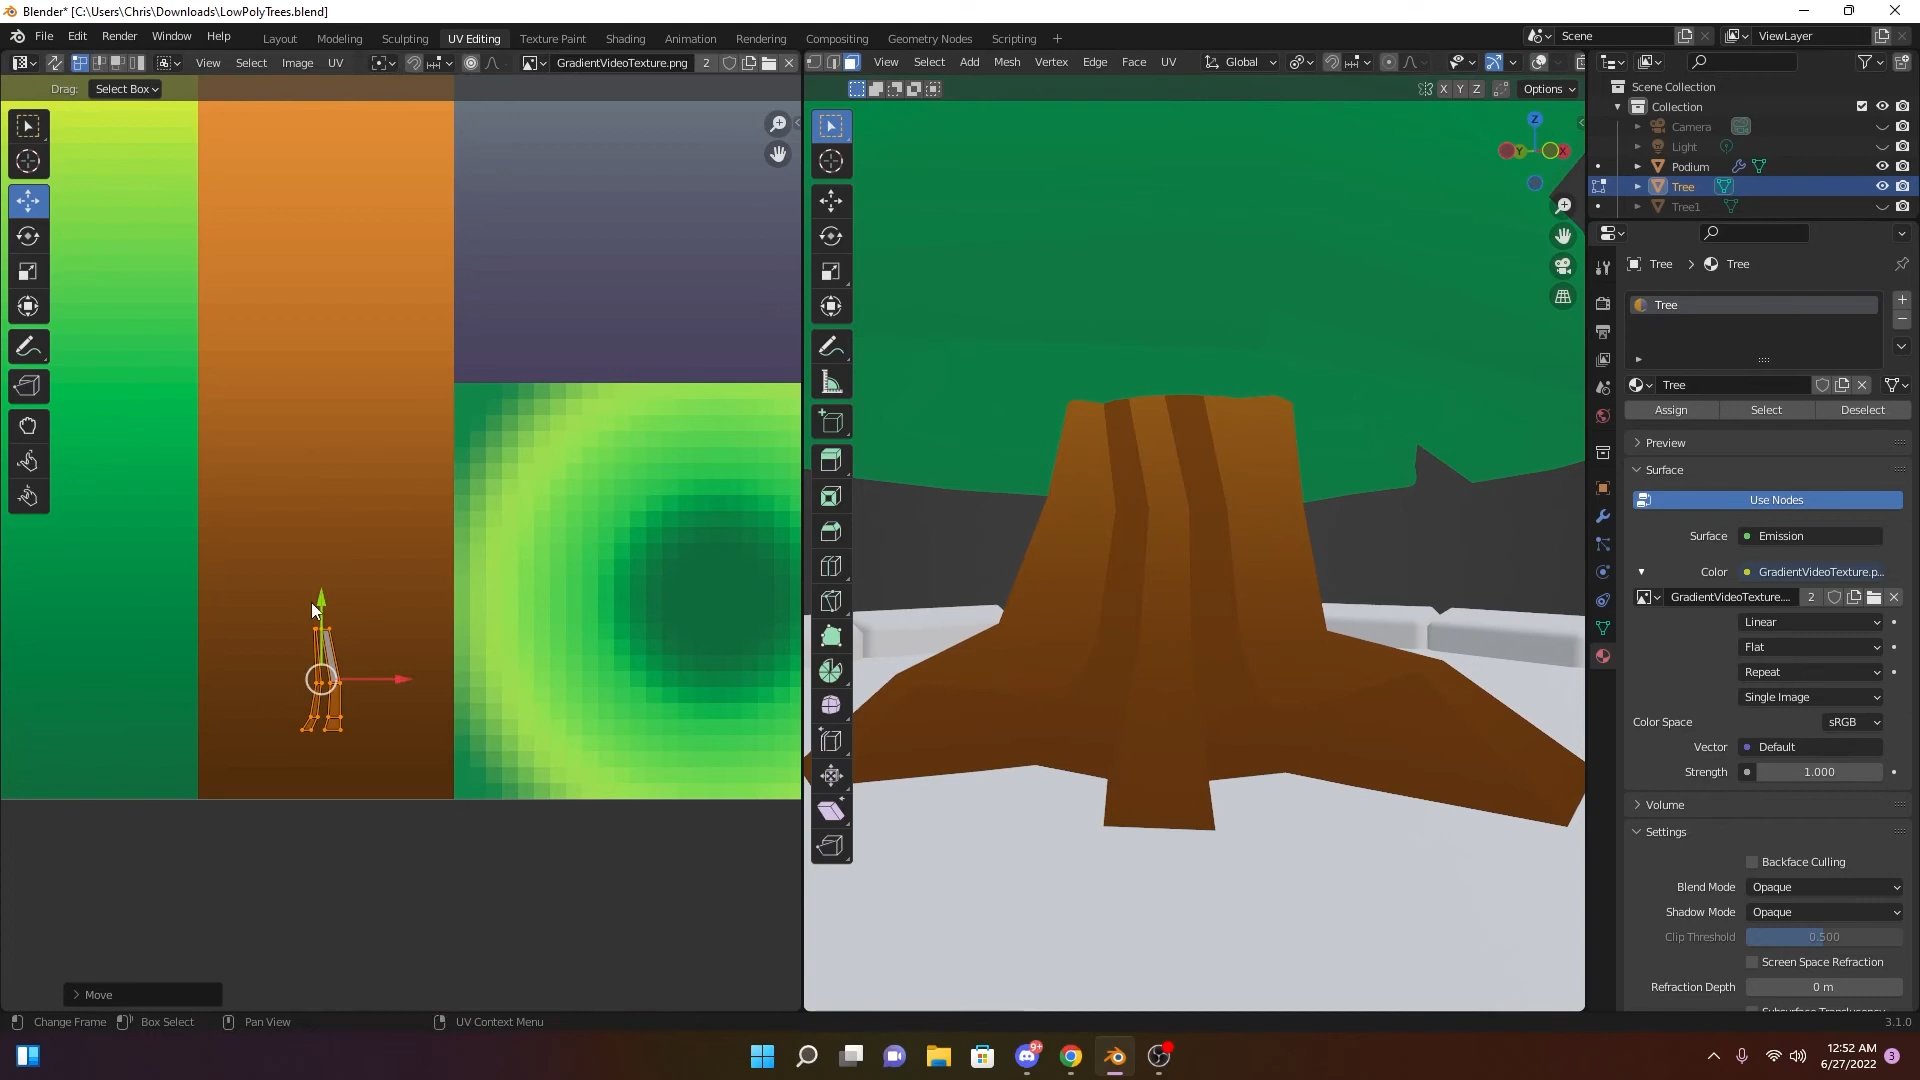 Blender* [C:\Users\Chris\Downloads\LowPolyTrees.blend]
File Edit Render Window Help Layout Modeling Sculpting UV Editing Texture Paint Shading Animation Rendering Compositing Geometry Nodes Scripting + Scene ViewLayer
View Select Image UV GradientVideoTexture.png 2 View Select Add Mesh Vertex Edge Face UV Global
Drag: Select Box X Y Z Options
Scene Collection
Collection
Camera
Light
Podium
Tree
Tree1
Z
Y X
Tree > Tree
Tree
Tree
Assign Select Deselect
Preview
Surface
Use Nodes
Surface Emission
Color GradientVideoTexture.p...
GradientVideoTexture.... 2
Linear
Flat
Repeat
Single Image
Color Space sRGB
Vector Default
Strength 1.000
Volume
Settings
Backface Culling
Blend Mode Opaque
Shadow Mode Opaque
Clip Threshold 0.500
Screen Space Refraction
Refraction Depth 0 m
Move
Change Frame Box Select Pan View UV Context Menu 3.1.0
9+
12:52 AM
6/27/2022 3